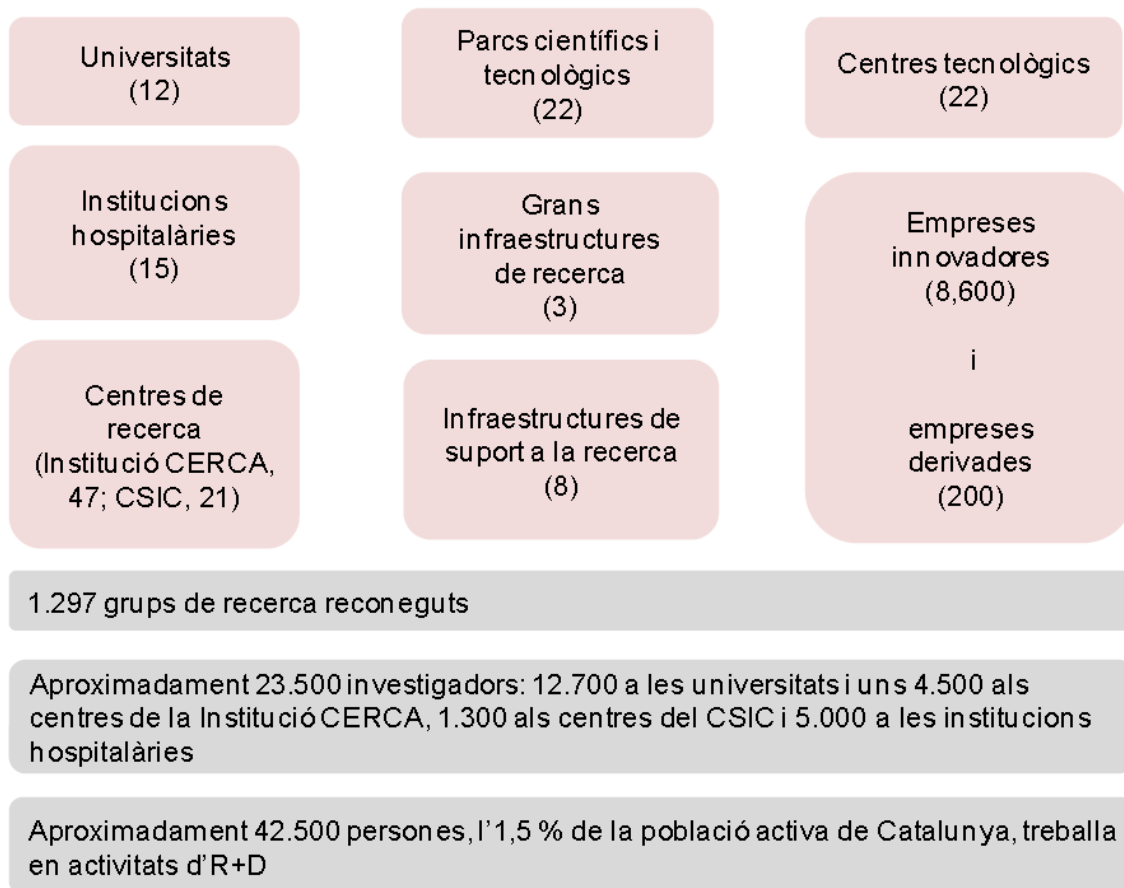 Universitats
(12)
Parcs científics i
tecnològics
(22)
Centres tecnològics
(22)
Institucions
hospitalàries
(15)
Grans
infraestructures
de recerca
(3)
Empreses
innovadores
(8,600)
i
empreses
derivades
(200)
Centres de
recerca
(Institució CERCA,
47; CSIC, 21)
Infraestructures de
suport a la recerca
(8)
1.297 grups de recerca reconeguts
Aproximadament 23.500 investigadors: 12.700 a les universitats i uns 4.500 als
centres de la Institució CERCA, 1.300 als centres del CSIC i 5.000 a les institucions
hospitalàries
Aproximadament 42.500 persones, l’1,5 % de la població activa de Catalunya, treballa
en activitats d’R+D